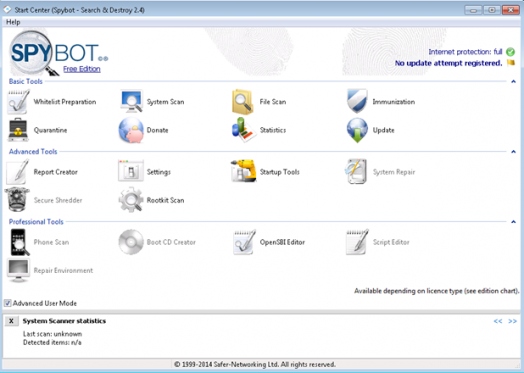 Start Center (Spybot - Search & Destroy 2.4)
Help
SPYBOT
Free Edition
Internet protection: full
No update attempt registered.
Basic Tools
Whitelist Preparation System Scan File Scan Immunization
Quarantine Donate Statistics Update
Advanced Tools
Report Creator Settings Startup Tools System Repair
Secure Shredder Rootkit Scan
Professional Tools
Phone Scan Boot CD Creator OpenSBI Editor Script Editor
Repair Environment
Available depending on licence type (see edition chart).
Advanced User Mode
X System Scanner statistics << >>
Last scan: unknown
Detected items: n/a
© 1999-2014 Safer-Networking Ltd. All rights reserved.